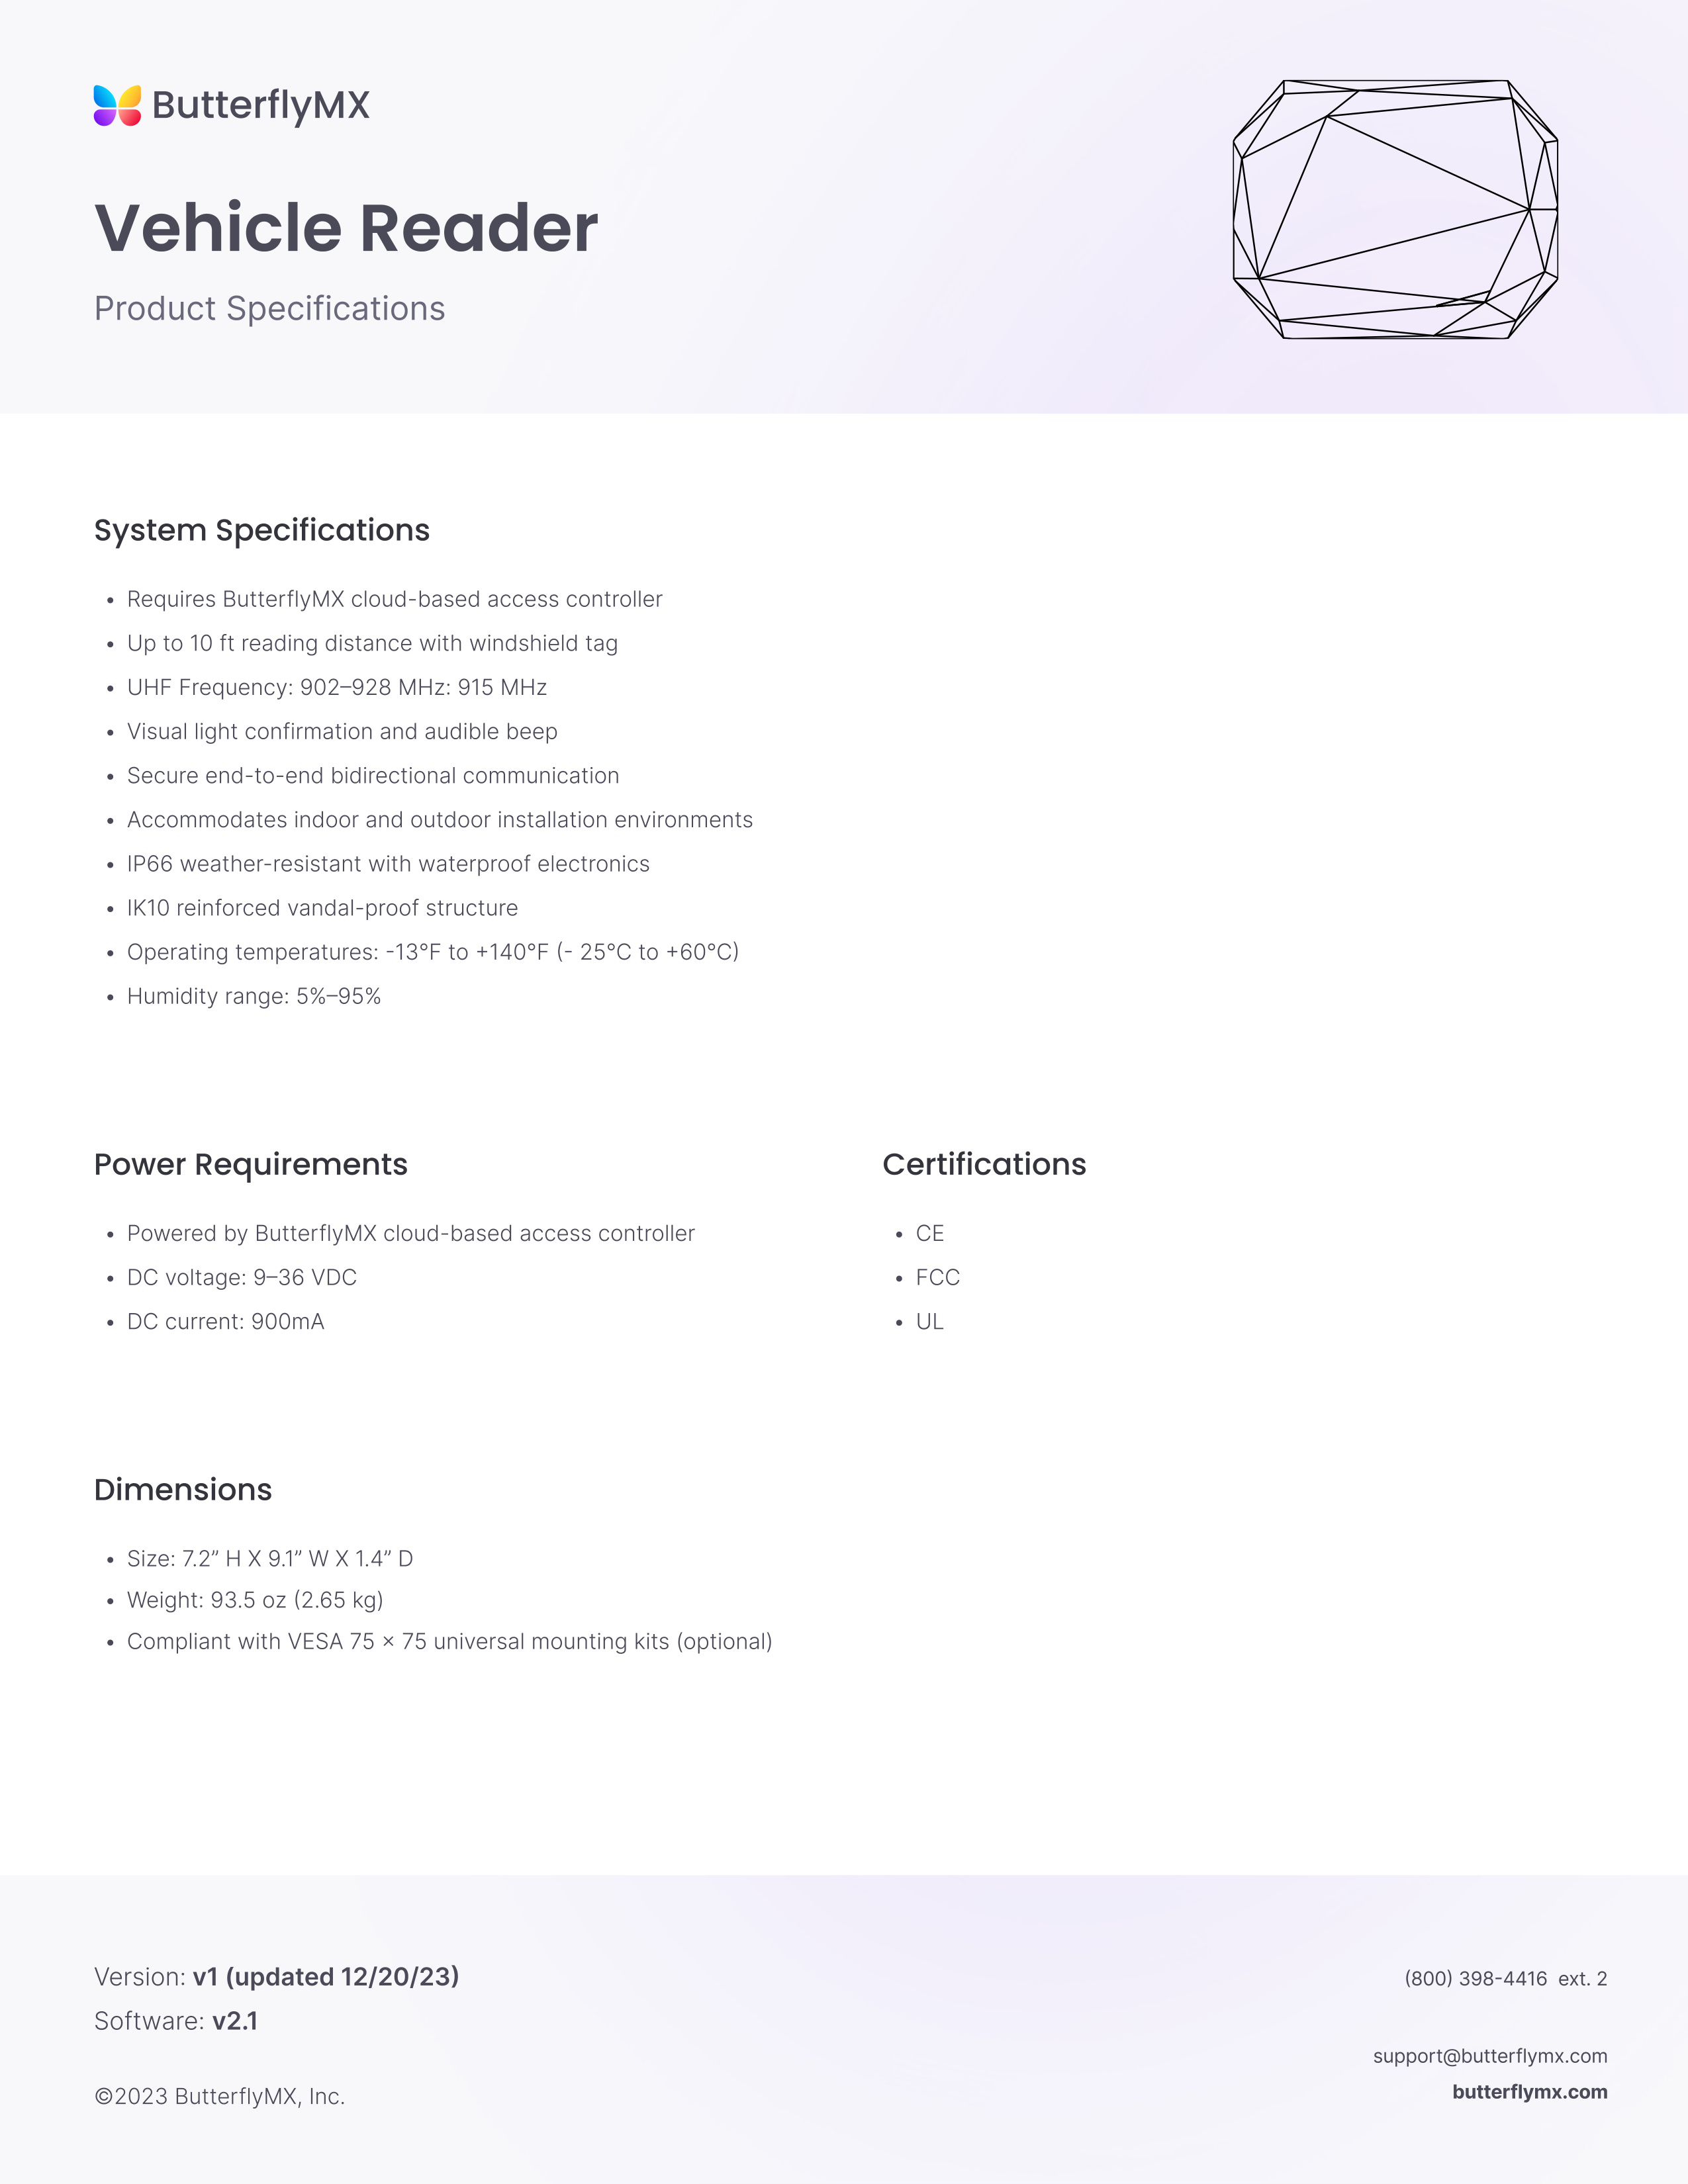 ButterflyMX
Vehicle Reader
Product Specifications
System Specifications
• Requires ButterflyMX cloud-based access controller
• Up to 10 ft reading distance with windshield tag
• UHF Frequency: 902–928 MHz: 915 MHz
• Visual light confirmation and audible beep
• Secure end-to-end bidirectional communication
• Accommodates indoor and outdoor installation environments
• IP66 weather-resistant with waterproof electronics
• IK10 reinforced vandal-proof structure
• Operating temperatures: -13°F to +140°F (- 25°C to +60°C)
• Humidity range: 5%–95%
Power Requirements
• Powered by ButterflyMX cloud-based access controller
• DC voltage: 9–36 VDC
• DC current: 900mA
Certifications
• CE
• FCC
• UL
Dimensions
• Size: 7.2” H X 9.1” W X 1.4” D
• Weight: 93.5 oz (2.65 kg)
• Compliant with VESA 75 × 75 universal mounting kits (optional)
Version: v1 (updated 12/20/23)
Software: v2.1
©2023 ButterflyMX, Inc.
(800) 398-4416 ext. 2
support@butterflymx.com
butterflymx.com